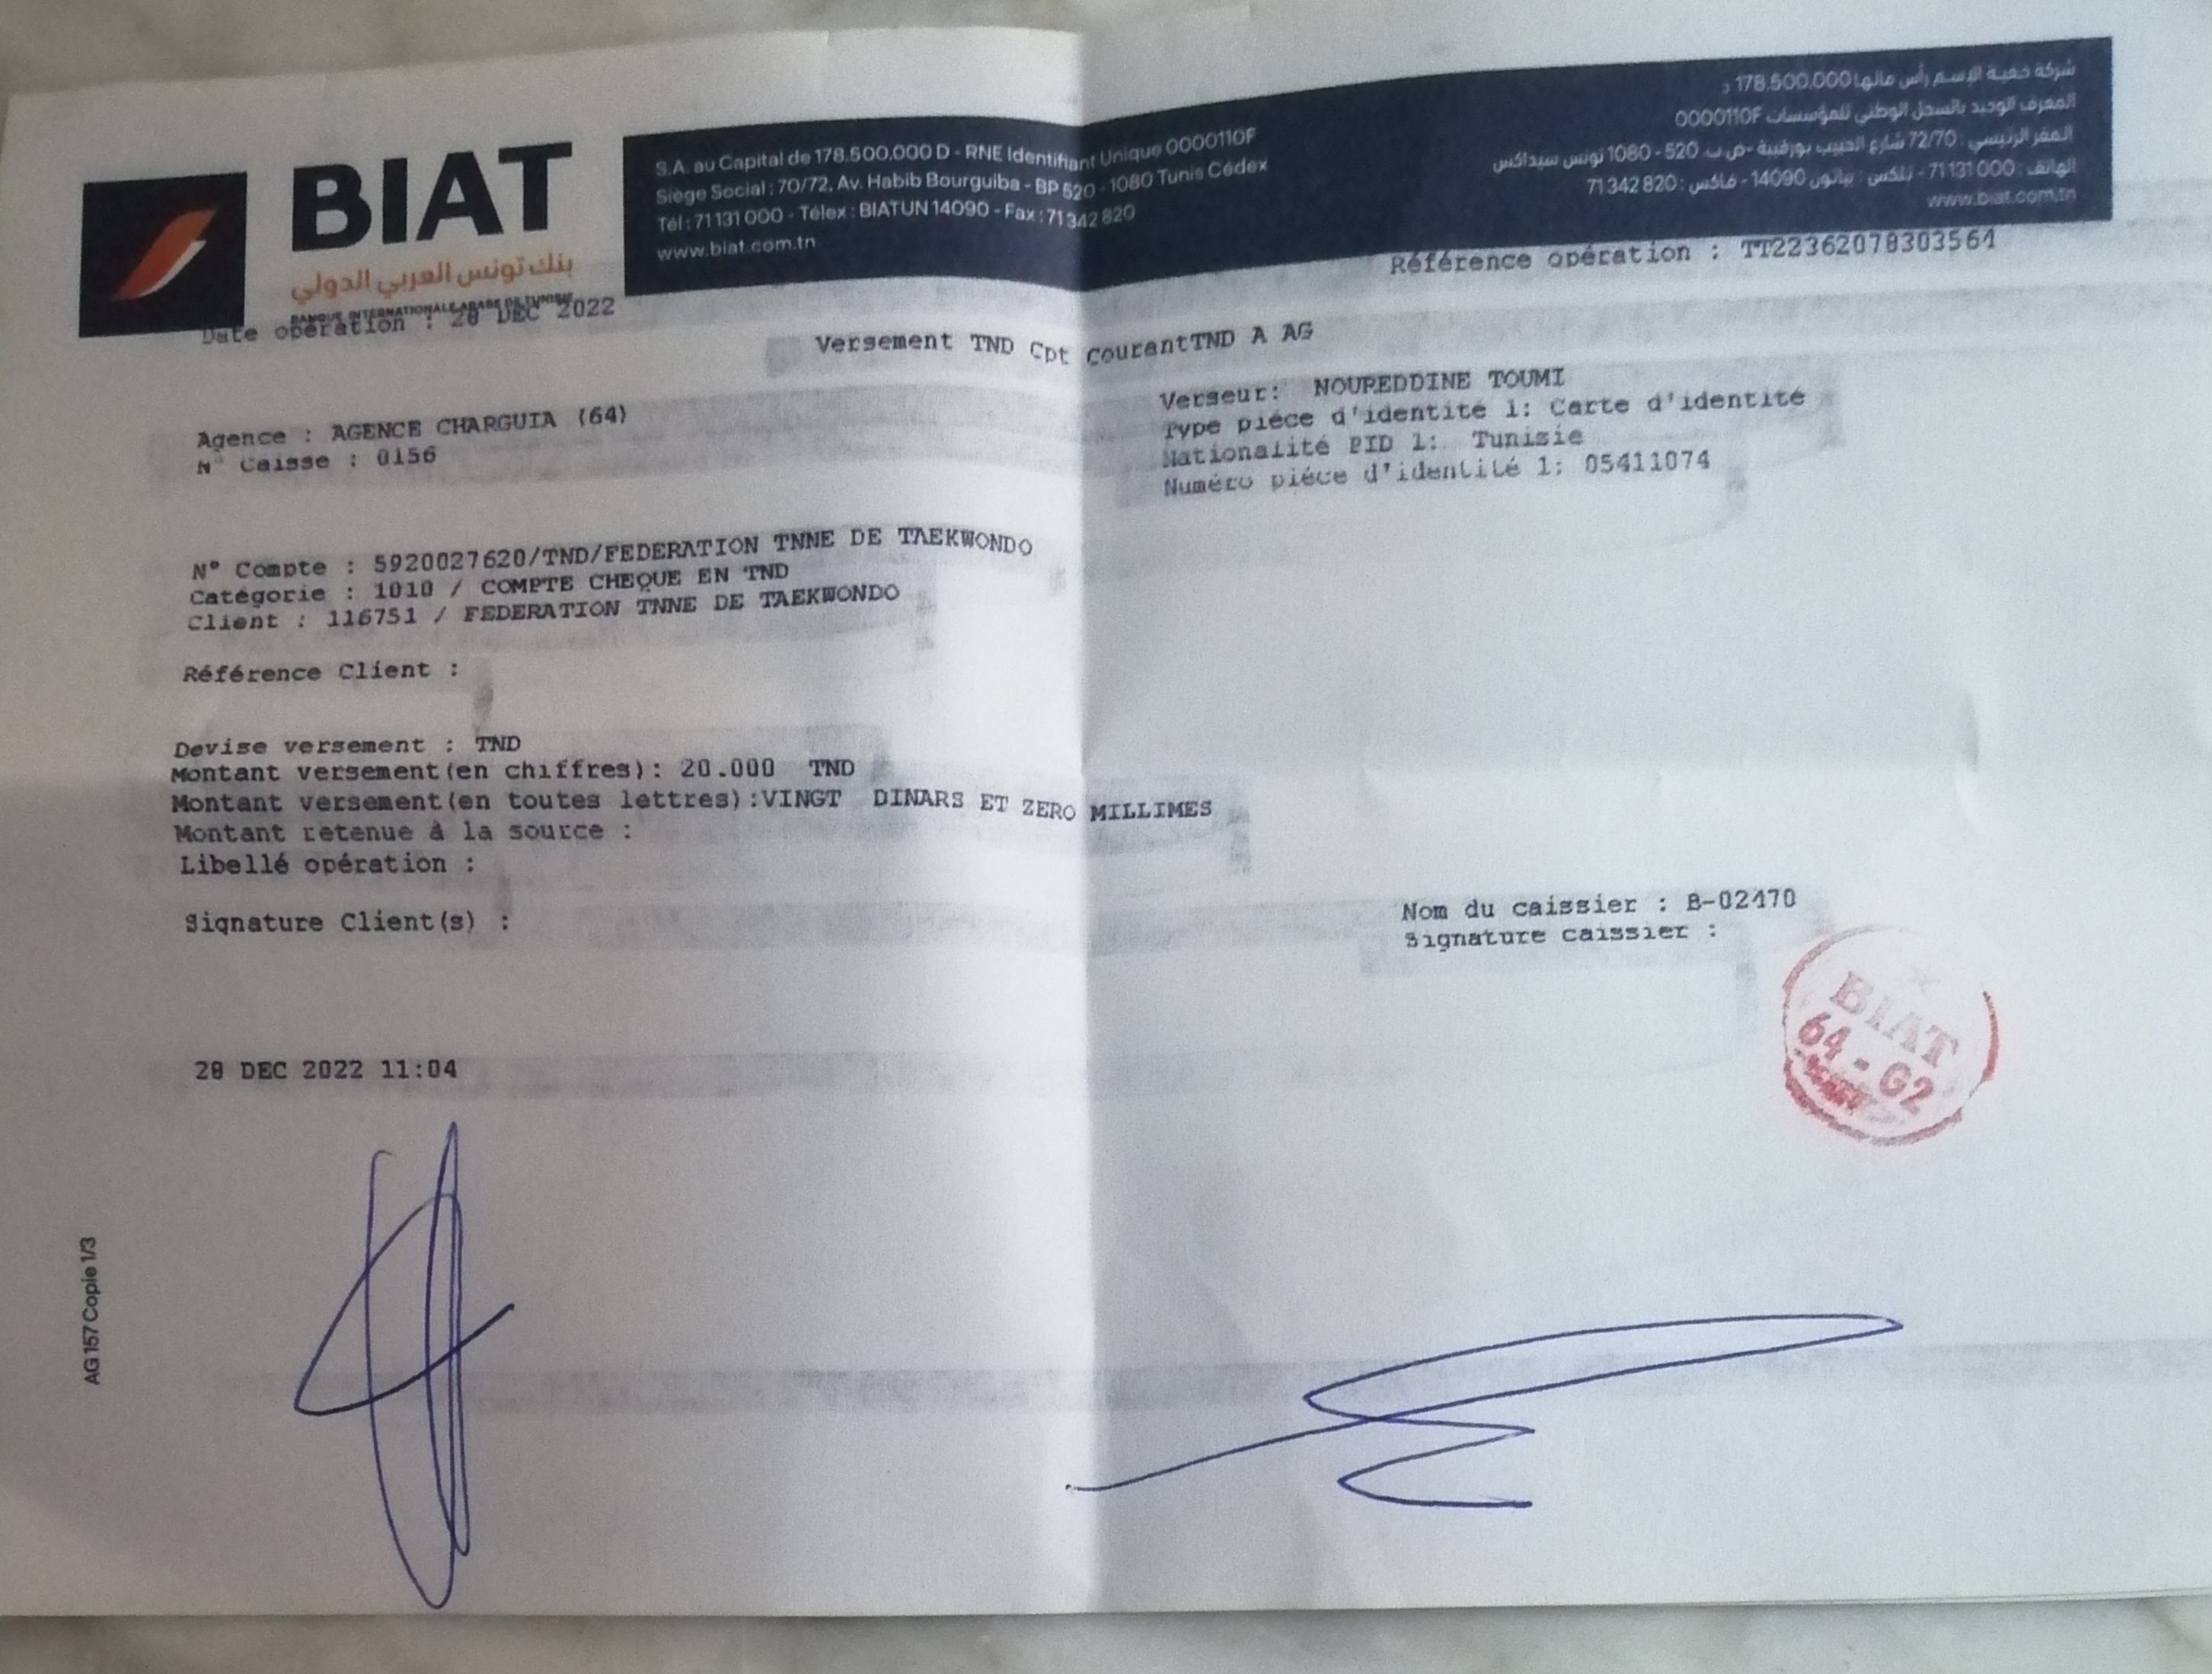 BIAT
بنك تونس العربي الدولي
BANQUE INTERNATIONALE ARABE DE TUNISIE
S.A. au Capital de 178.500.000 D - RNE Identifiant Unique 0000110F
Siège Social : 70/72, Av. Habib Bourguiba - BP 520 - 1080 Tunis Cédex
Tél : 71 131 000 - Télex : BIATUN 14090 - Fax : 71 342 820
www.biat.com.tn
شركة خفية الإسم رأس مالها 178.500.000 د
المعرف الوحيد بالسجل الوطني للمؤسسات 0000110F
المقر الرئيسي : 72/70 شارع الحبيب بورقيبة -ص ب. 520 - 1080 تونس سيداكس
الهاتف : 71 131 000 - تلكس : بياتون 14090 - فاكس : 71 342 820
www.biat.com.tn
Référence opération : TT22362078303561
Date opération : 28 DEC 2022
Versement TND Cpt CourantTND A AG
Agence : AGENCE CHARGUIA (64)
N° Caisse : 0156
Verseur: NOUREDDINE TOUMI
Type pièce d'identité 1: Carte d'identité
Nationalité PID 1: Tunisie
Numéro pièce d'identité 1: 05411074
N° Compte : 5920027620/TND/FEDERATION TNNE DE TAEKWONDO
Catégorie : 1010 / COMPTE CHEQUE EN TND
Client : 116751 / FEDERATION TNNE DE TAEKWONDO
Référence Client :
Devise versement : TND
Montant versement(en chiffres): 20.000 TND
Montant versement(en toutes lettres):VINGT DINARS ET ZERO MILLIMES
Montant retenue à la source :
Libellé opération :
Signature Client(s) :
Nom du caissier : B-02470
Signature caissier :
BIAT
64 - G2
28 DEC 2022 11:04
AG 157 Copie 1/3